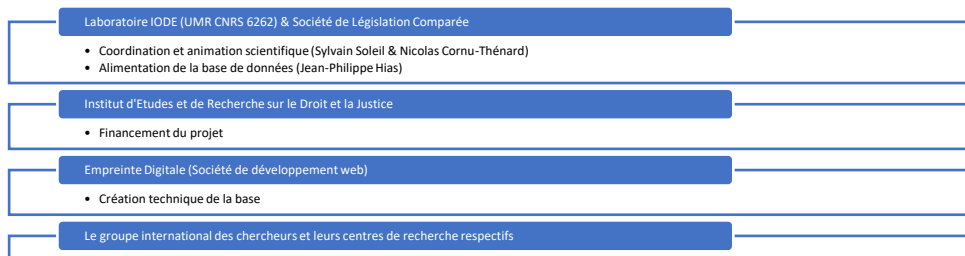 Laboratoire IODE (UMR CNRS 6262) & Société de Législation Comparée
• Coordination et animation scientifique (Sylvain Soleil & Nicolas Cornu-Thénard)
• Alimentation de la base de données (Jean-Philippe Hias)
Institut d'Etudes et de Recherche sur le Droit et la Justice
• Financement du projet
Empreinte Digitale (Société de développement web)
• Création technique de la base
Le groupe international des chercheurs et leurs centres de recherche respectifs